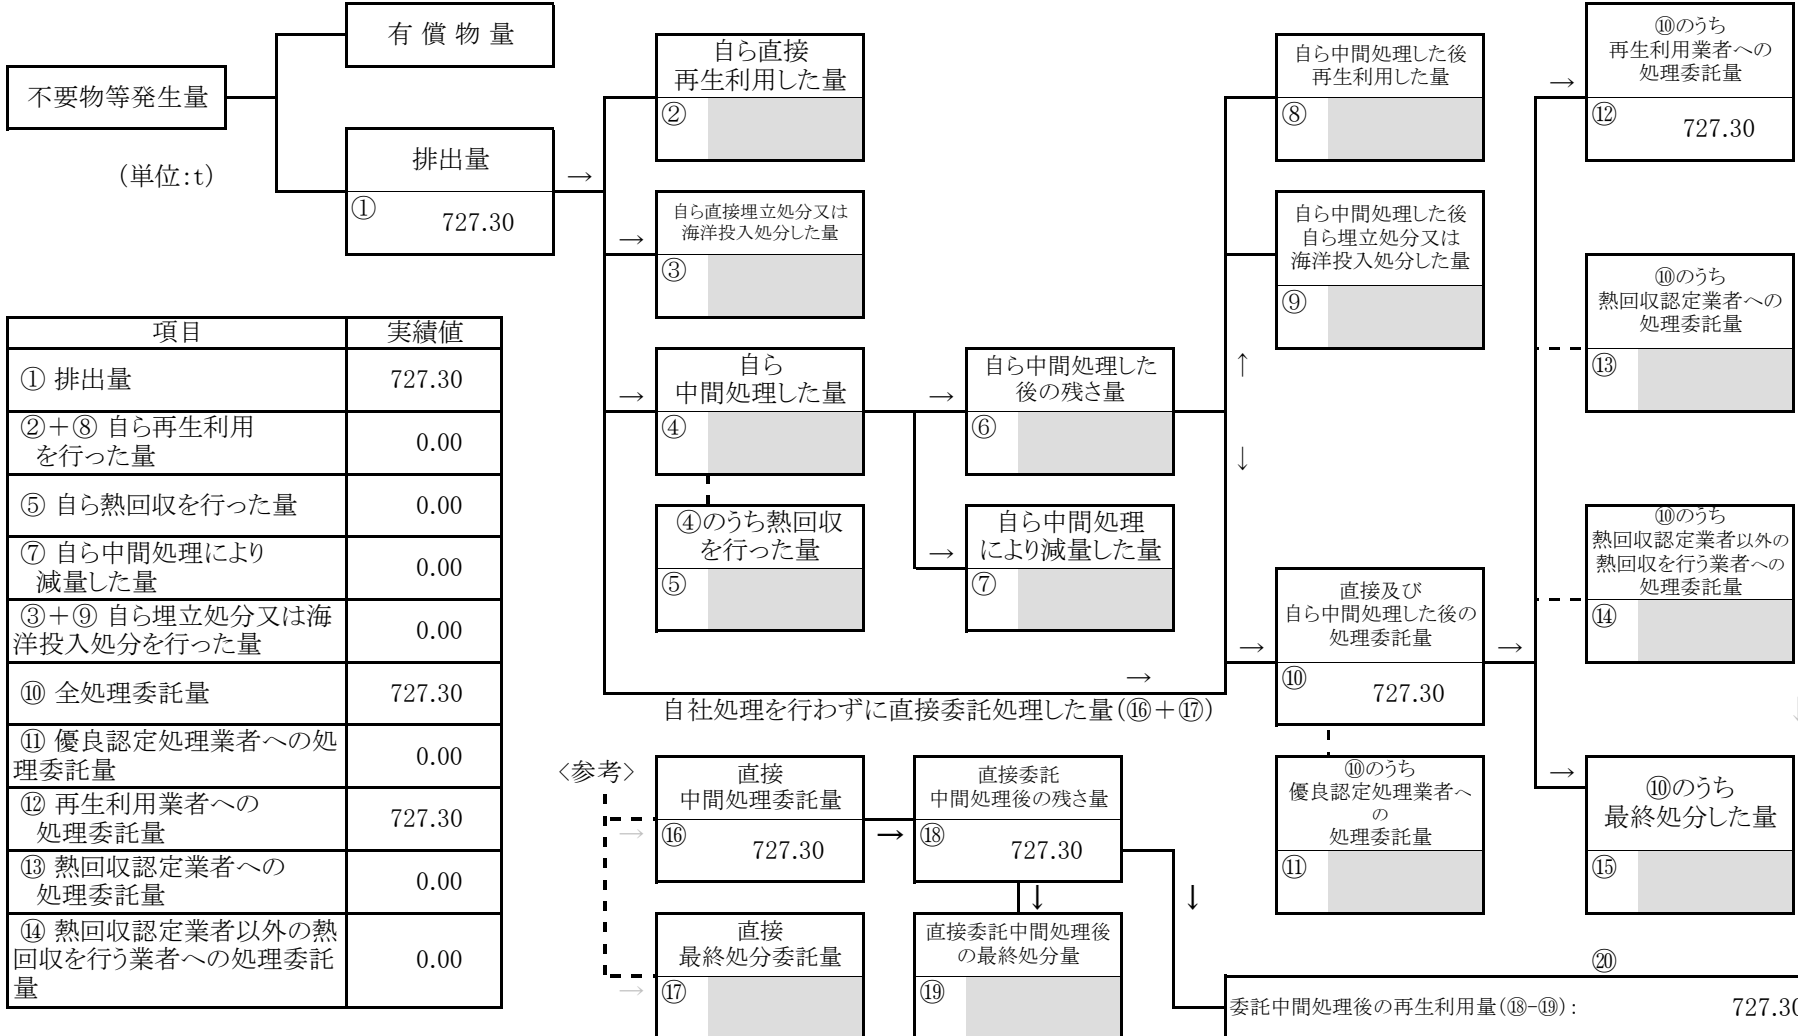 不要物等発生量
(単位:t)
有 償 物 量
排出量
①
727.30
→
自ら直接
再生利用した量
②
→
自ら直接埋立処分又は
海洋投入処分した量
③
→
自ら
中間処理した量
④
④のうち熱回収
を行った量
⑤
→
自ら中間処理した
後の残さ量
⑥
→
自ら中間処理
により減量した量
⑦
↑
↓
自ら中間処理した後
再生利用した量
⑧
自ら中間処理した後
自ら埋立処分又は
海洋投入処分した量
⑨
→
直接及び
自ら中間処理した後の
処理委託量
⑩
727.30
→
⑩のうち
優良認定処理業者へ
の
処理委託量
⑪
→
⑩のうち
再生利用業者への
処理委託量
⑫
727.30
⑩のうち
熱回収認定業者への
処理委託量
⑬
⑩のうち
熱回収認定業者以外の
熱回収を行う業者への
処理委託量
⑭
→
⑩のうち
最終処分した量
⑮
→
自社処理を行わずに直接委託処理した量(⑯+⑰)
項目 実績値
① 排出量 727.30
②+⑧ 自ら再生利用
を行った量 0.00
⑤ 自ら熱回収を行った量 0.00
⑦ 自ら中間処理により
減量した量 0.00
③+⑨ 自ら埋立処分又は海
洋投入処分を行った量 0.00
⑩ 全処理委託量 727.30
⑪ 優良認定処理業者への処
理委託量 0.00
⑫ 再生利用業者への
処理委託量 727.30
⑬ 熱回収認定業者への
処理委託量 0.00
⑭ 熱回収認定業者以外の熱
回収を行う業者への処理委託
量 0.00
<参考>
→
直接
中間処理委託量
⑯
727.30
→
直接委託
中間処理後の残さ量
⑱
727.30
↓
↓
→
直接
最終処分委託量
⑰
直接委託中間処理後
の最終処分量
⑲
⑳
委託中間処理後の再生利用量(⑱-⑲): 727.30